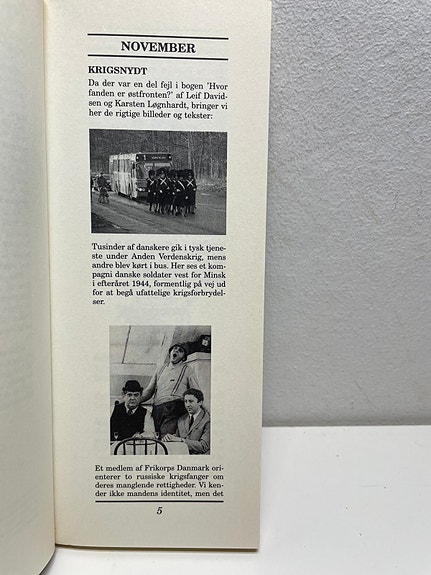 NOVEMBER
KRIGSNYDT
Da der var en del fejl i bogen 'Hvor
fanden er østfronten?' af Leif David-
sen og Karsten Løgnhardt, bringer vi
her de rigtige billeder og tekster:
Tusinder af danskere gik i tysk tjene-
ste under Anden Verdenskrig, mens
andre blev kørt i bus. Her ses et kom-
pagni danske soldater vest for Minsk
i efteråret 1944, formentlig på vej ud
for at begå ufattelige krigsforbrydel-
ser.
Et medlem af Frikorps Danmark ori-
enterer to russiske krigsfanger om
deres manglende rettigheder. Vi ken-
der ikke mandens identitet, men det
5